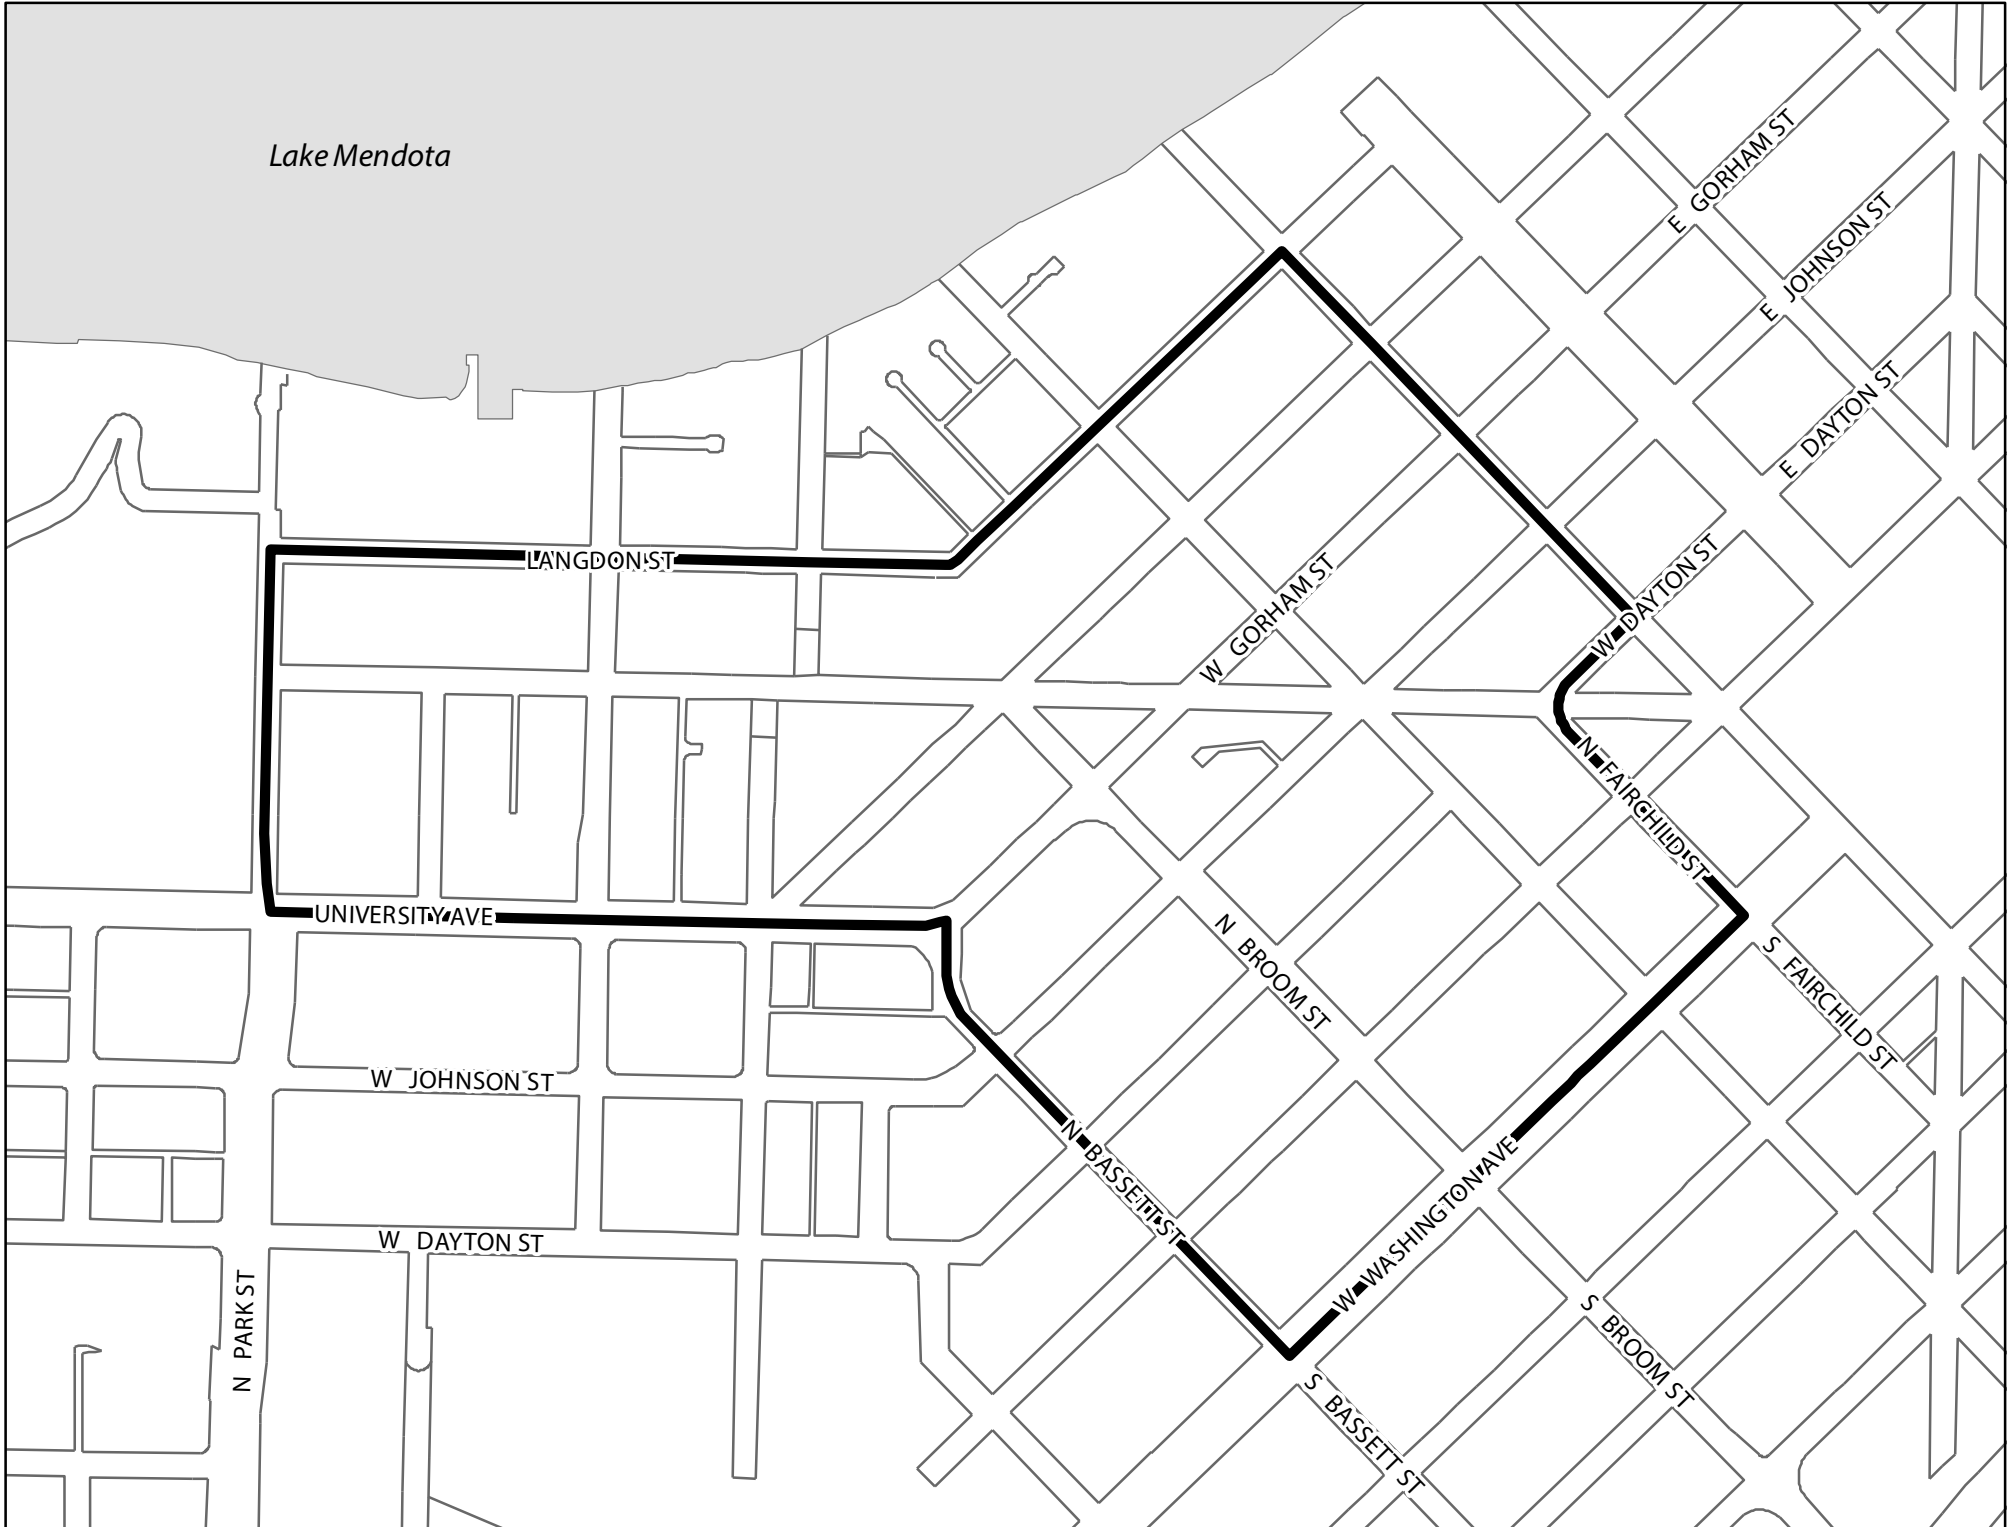 Lake Mendota
E GORHAM ST
E JOHNSON ST
E DAYTON ST
LANGDON ST
W GORHAM ST
W DAYTON ST
N FAIRCHILD ST
UNIVERSITY AVE
N BROOM ST
S FAIRCHILD ST
W JOHNSON ST
N BASSETT ST
W WASHINGTON AVE
W DAYTON ST
N PARK ST
S BROOM ST
S BASSETT ST